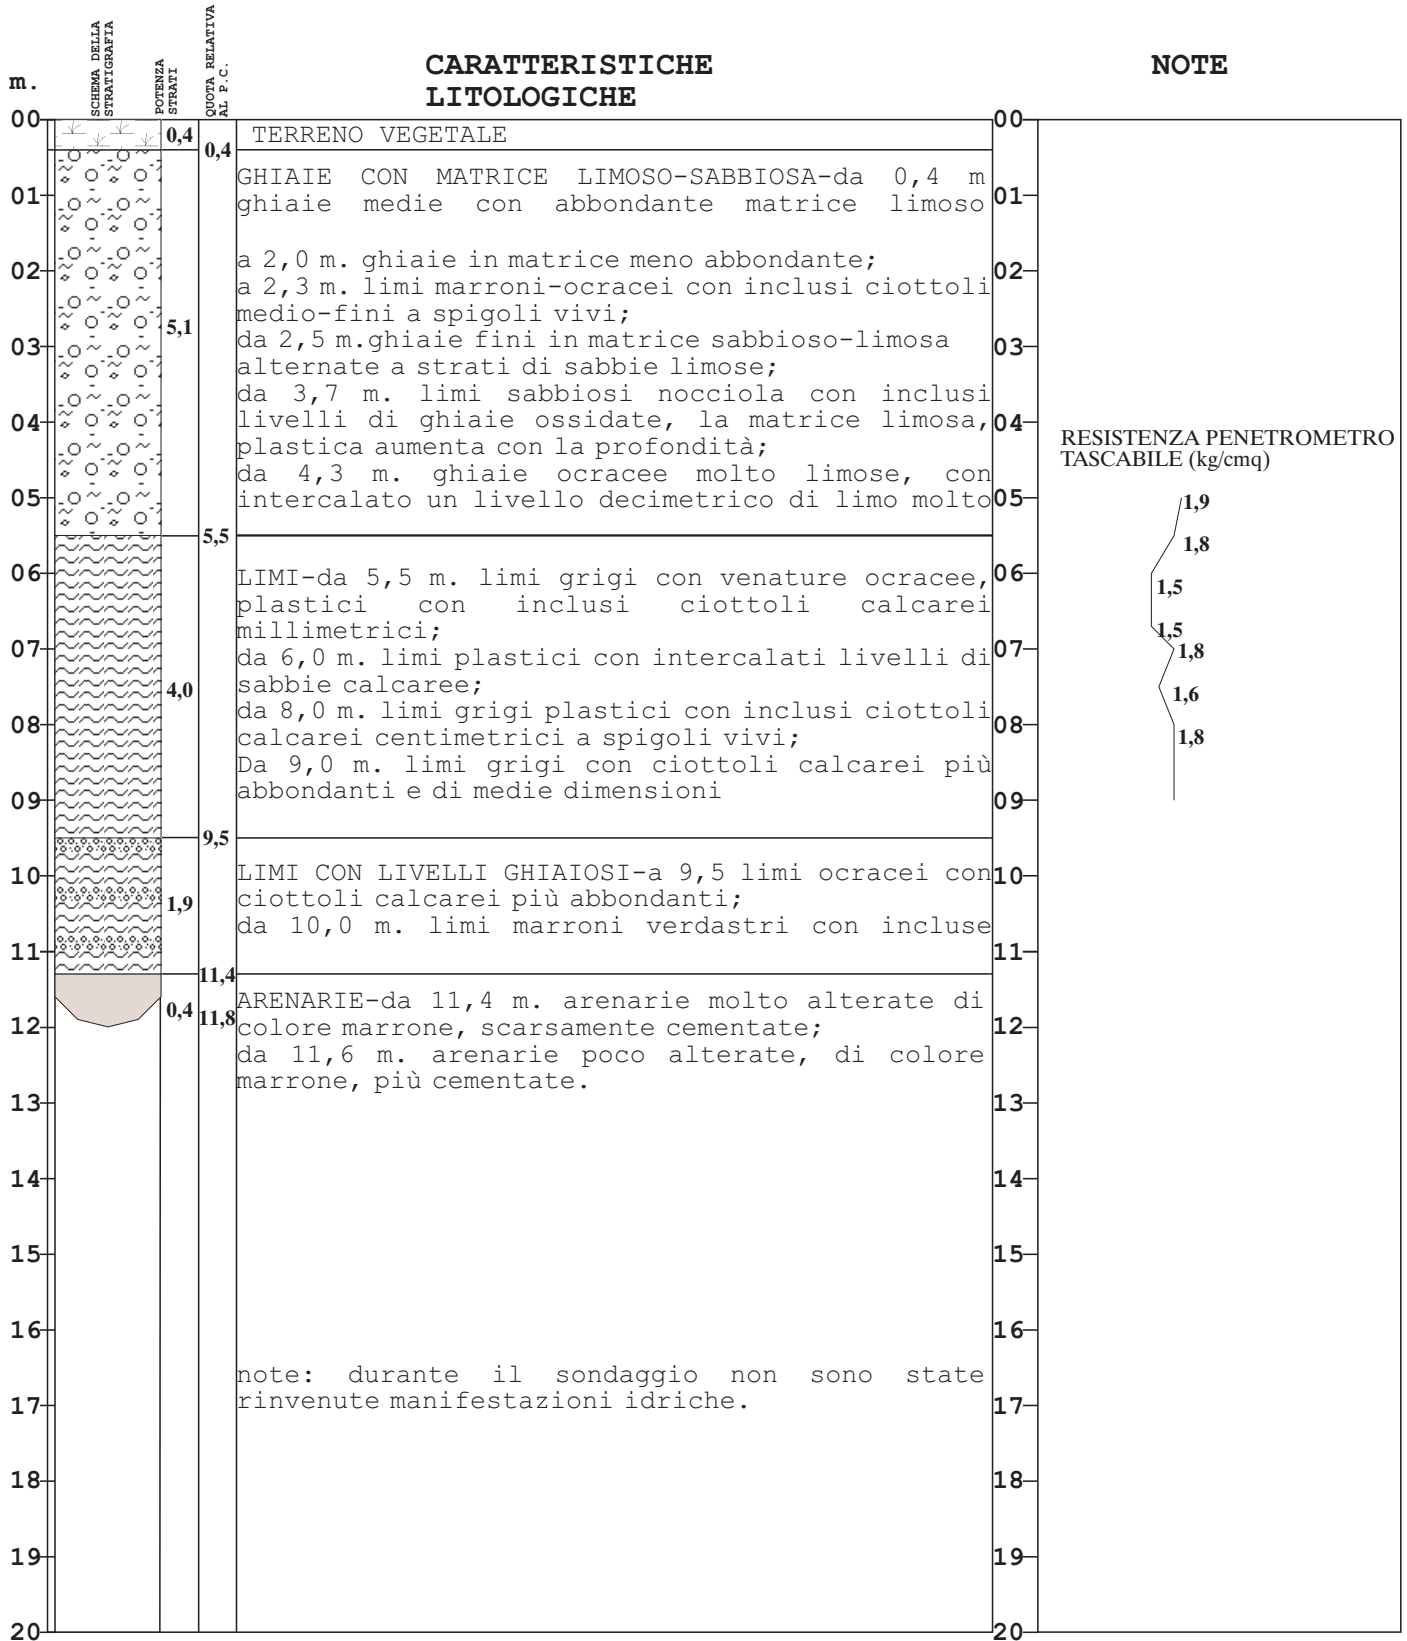 m.
SCHEMA DELLA
STRATIGRAFIA
POTENZA
STRATI
QUOTA RELATIVA
AL P.C.
CARATTERISTICHE
LITOLOGICHE
NOTE
00
0,4
TERRENO VEGETALE
00
0,4
GHIAIE CON MATRICE LIMOSO-SABBIOSA-da 0,4 m
01
ghiaie medie con abbondante matrice limoso
01
a 2,0 m. ghiaie in matrice meno abbondante;
02
02
a 2,3 m. limi marroni-ocracei con inclusi ciottoli
medio-fini a spigoli vivi;
5,1
da 2,5 m.ghiaie fini in matrice sabbioso-limosa
03
03
alternate a strati di sabbie limose;
da 3,7 m. limi sabbiosi nocciola con inclusi
livelli di ghiaie ossidate, la matrice limosa,
04
04
plastica aumenta con la profondità;
RESISTENZA PENETROMETRO
TASCABILE (kg/cmq)
da 4,3 m. ghiaie ocracee molto limose, con
intercalato un livello decimetrico di limo molto
05
05
1,9
5,5
1,8
LIMI-da 5,5 m. limi grigi con venature ocracee,
06
06
1,5
plastici con inclusi ciottoli calcarei
millimetrici;
1,5
07
07
1,8
da 6,0 m. limi plastici con intercalati livelli di
sabbie calcaree;
4,0
1,6
da 8,0 m. limi grigi plastici con inclusi ciottoli
08
08
1,8
calcarei centimetrici a spigoli vivi;
Da 9,0 m. limi grigi con ciottoli calcarei più
abbondanti e di medie dimensioni
09
09
9,5
LIMI CON LIVELLI GHIAIOSI-a 9,5 limi ocracei con
10
10
ciottoli calcarei più abbondanti;
1,9
da 10,0 m. limi marroni verdastri con incluse
11
11
11,4
ARENARIE-da 11,4 m. arenarie molto alterate di
0,4
11,8
colore marrone, scarsamente cementate;
12
12
da 11,6 m. arenarie poco alterate, di colore
marrone, più cementate.
13
13
14
14
15
15
16
16
note: durante il sondaggio non sono state
rinvenute manifestazioni idriche.
17
17
18
18
19
19
20
20